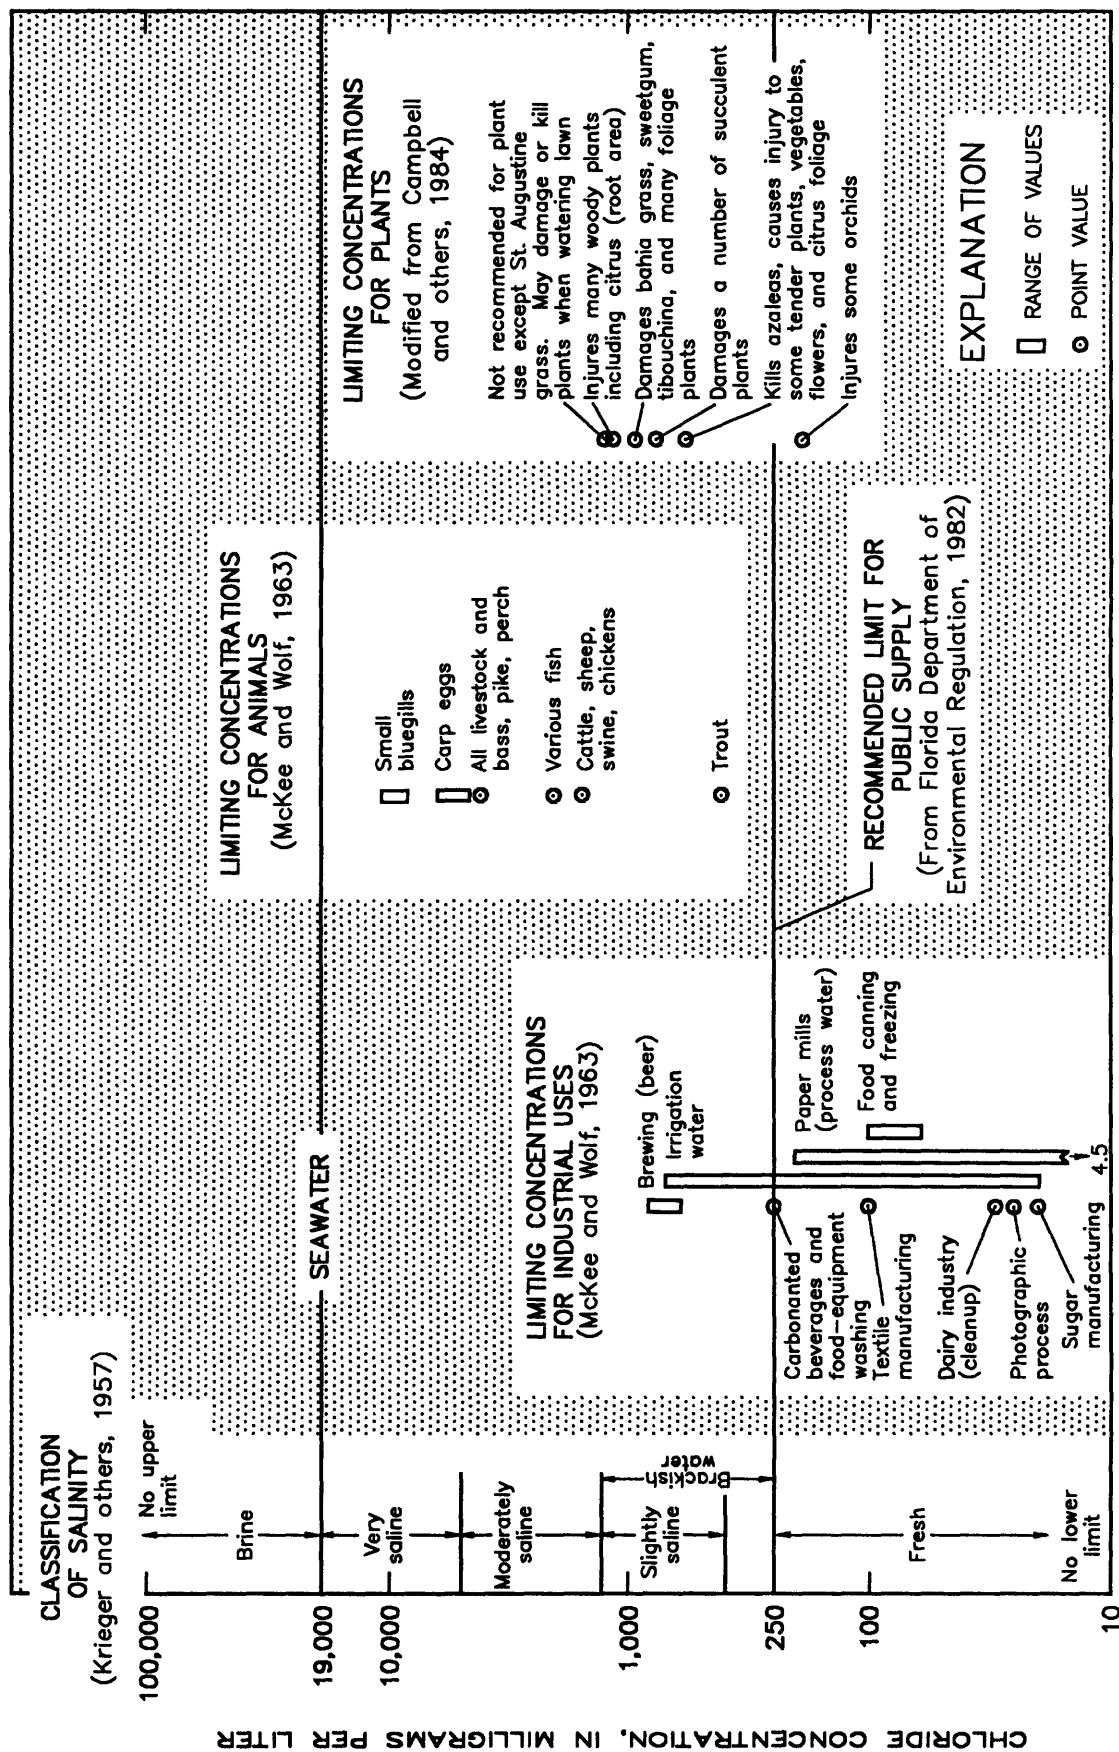 CLASSIFICATION
OF SALINITY
(Krieger and others, 1957)
CHLORIDE CONCENTRATION, IN MILLIGRAMS PER LITER
100,000
19,000
10,000
1,000
250
100
10
No upper
limit
Brine
Very
saline
Moderately
saline
Slightly
saline
Brackish
water
Fresh
No lower
limit
SEAWATER
LIMITING CONCENTRATIONS
FOR INDUSTRIAL USES
(McKee and Wolf, 1963)
Brewing (beer)
Irrigation
water
Carbonanted
beverages and
food-equipment
washing
Textile
manufacturing
Dairy industry
(cleanup)
Photographic
process
Sugar
manufacturing
Paper mills
(process water)
Food canning
and freezing
4.5
LIMITING CONCENTRATIONS
FOR ANIMALS
(McKee and Wolf, 1963)
Small
bluegills
Carp eggs
All livestock and
bass, pike, perch
Various fish
Cattle, sheep,
swine, chickens
Trout
RECOMMENDED LIMIT FOR
PUBLIC SUPPLY
(From Florida Department of
Environmental Regulation, 1982)
LIMITING CONCENTRATIONS
FOR PLANTS
(Modified from Campbell
and others, 1984)
Not recommended for plant
use except St. Augustine
grass. May damage or kill
plants when watering lawn
Injures many woody plants
including citrus (root area)
Damages bahia grass, sweetgum,
tibouchina, and many foliage
plants
Damages a number of succulent
plants
Kills azaleas, causes injury to
some tender plants, vegetables,
flowers, and citrus foliage
Injures some orchids
EXPLANATION
RANGE OF VALUES
POINT VALUE